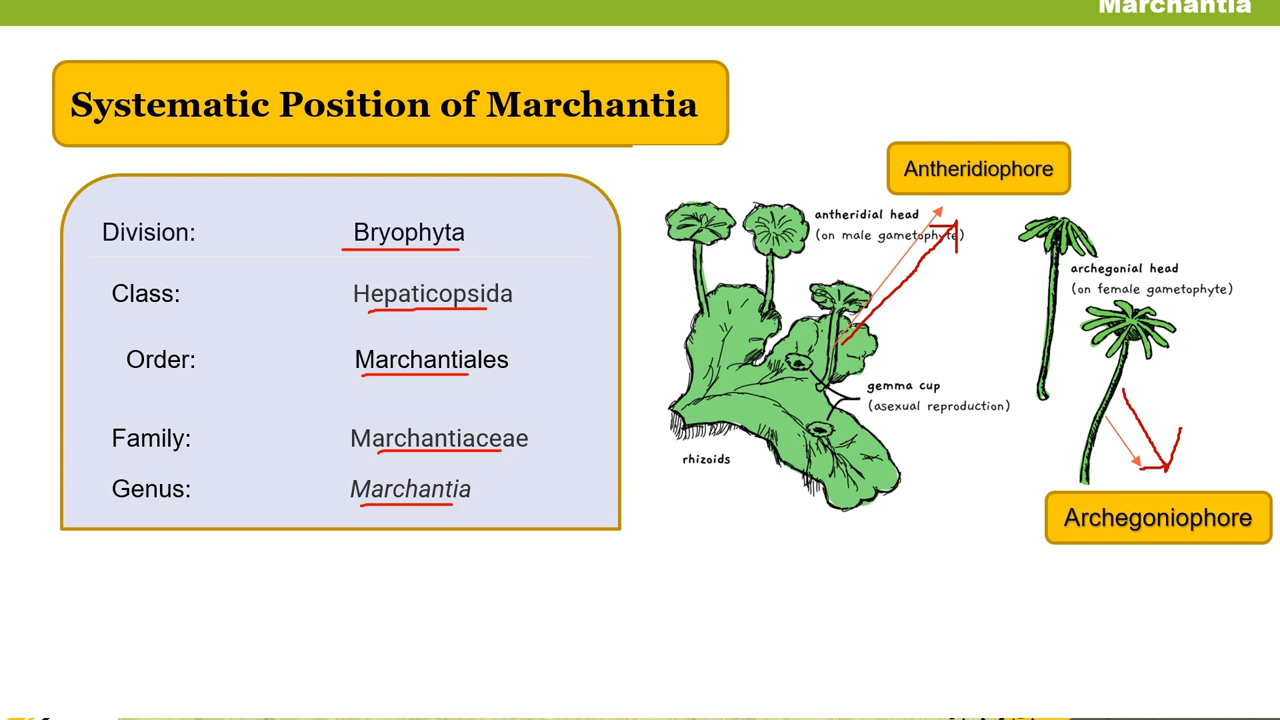 Marchantia
Systematic Position of Marchantia
Division: Bryophyta
Class: Hepaticopsida
Order: Marchantiales
Family: Marchantiaceae
Genus: Marchantia
Antheridiophore
antheridial head
(on male gametophyte)
archegonial head
(on female gametophyte)
gemma cup
(asexual reproduction)
rhizoids
Archegoniophore